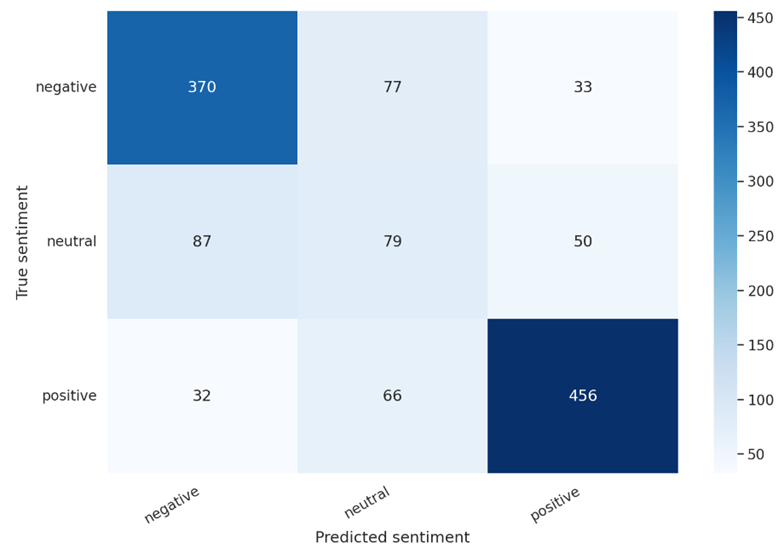 negative 370 77 33
neutral 87 79 50
positive 32 66 456
negative neutral positive
Predicted sentiment
True sentiment
450
400
350
300
250
200
150
100
50